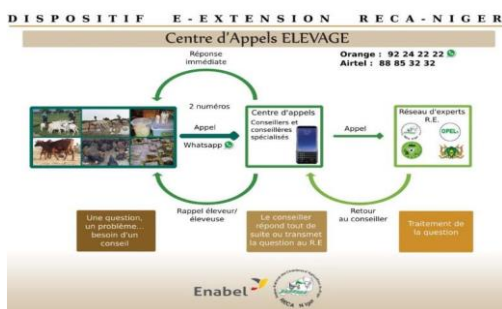 DISPOSITIF E-EXTENSION RECA-NIGER
Centre d'Appels ELEVAGE
Orange : 92 24 22 22
Airtel : 88 85 32 32
Réponse
immédiate
2 numéros
Appel
Whatsapp
Centre d'appels
Conseillers et
conseillères
spécialisés
Appel
Réseau d'experts
R.E.
OPEL
Rappel éleveur/
éleveuse
Retour
au conseiller
Une question,
un problème...
besoin d'un
conseil
Le conseiller
répond tout de
suite ou transmet
la question au R.E
Traitement de
la question
Enabel
RECA Niger